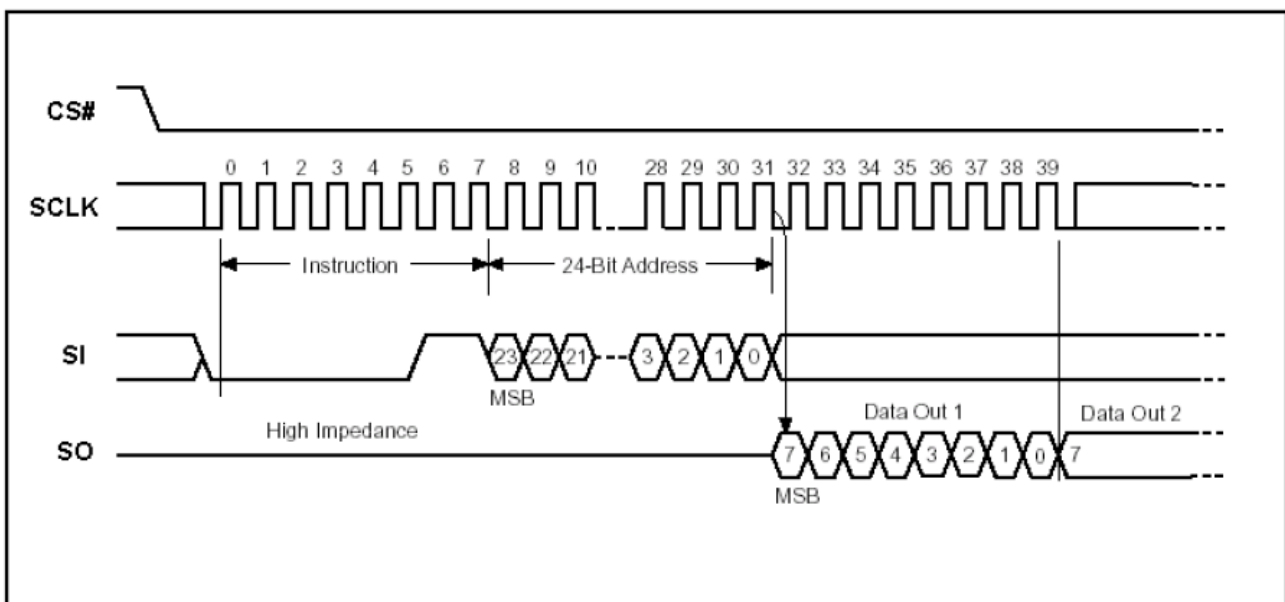 CS#
0 1 2 3 4 5 6 7 8 9 10 28 29 30 31 32 33 34 35 36 37 38 39
SCLK
Instruction 24-Bit Address
SI 23 22 21 3 2 1 0
MSB
High Impedance Data Out 1 Data Out 2
SO 7 6 5 4 3 2 1 0 7
MSB